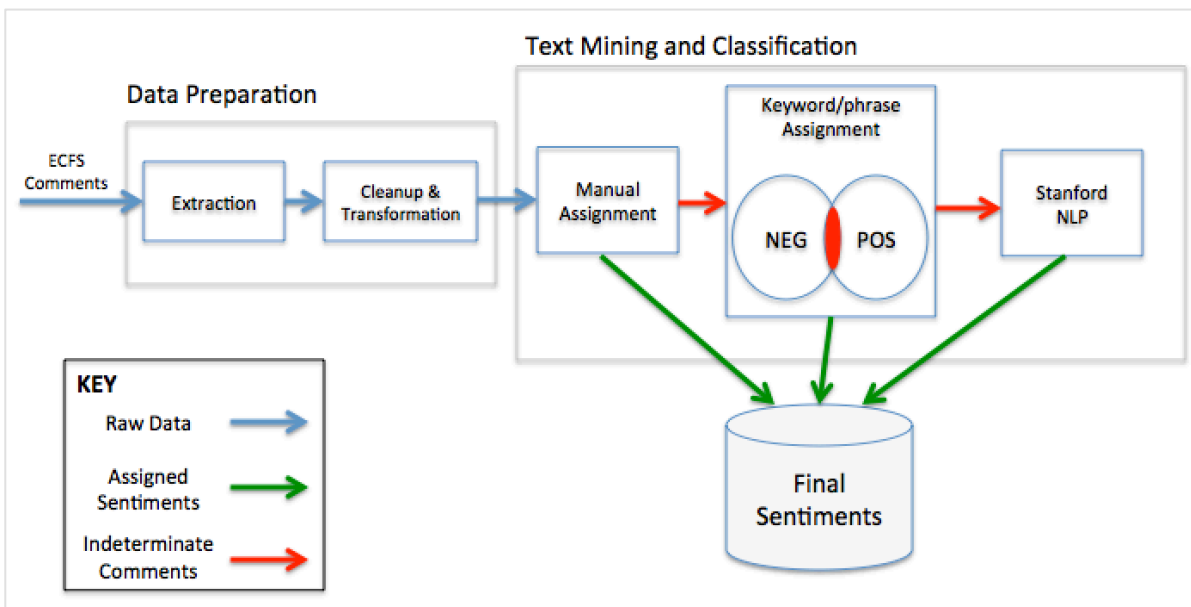 Text Mining and Classification
Data Preparation
Keyword/phrase
Assignment
ECFS
Comments
Extraction
Cleanup &
Transformation
Manual
Assignment
NEG
POS
Stanford
NLP
KEY
Raw Data
Assigned
Sentiments
Indeterminate
Comments
Final
Sentiments